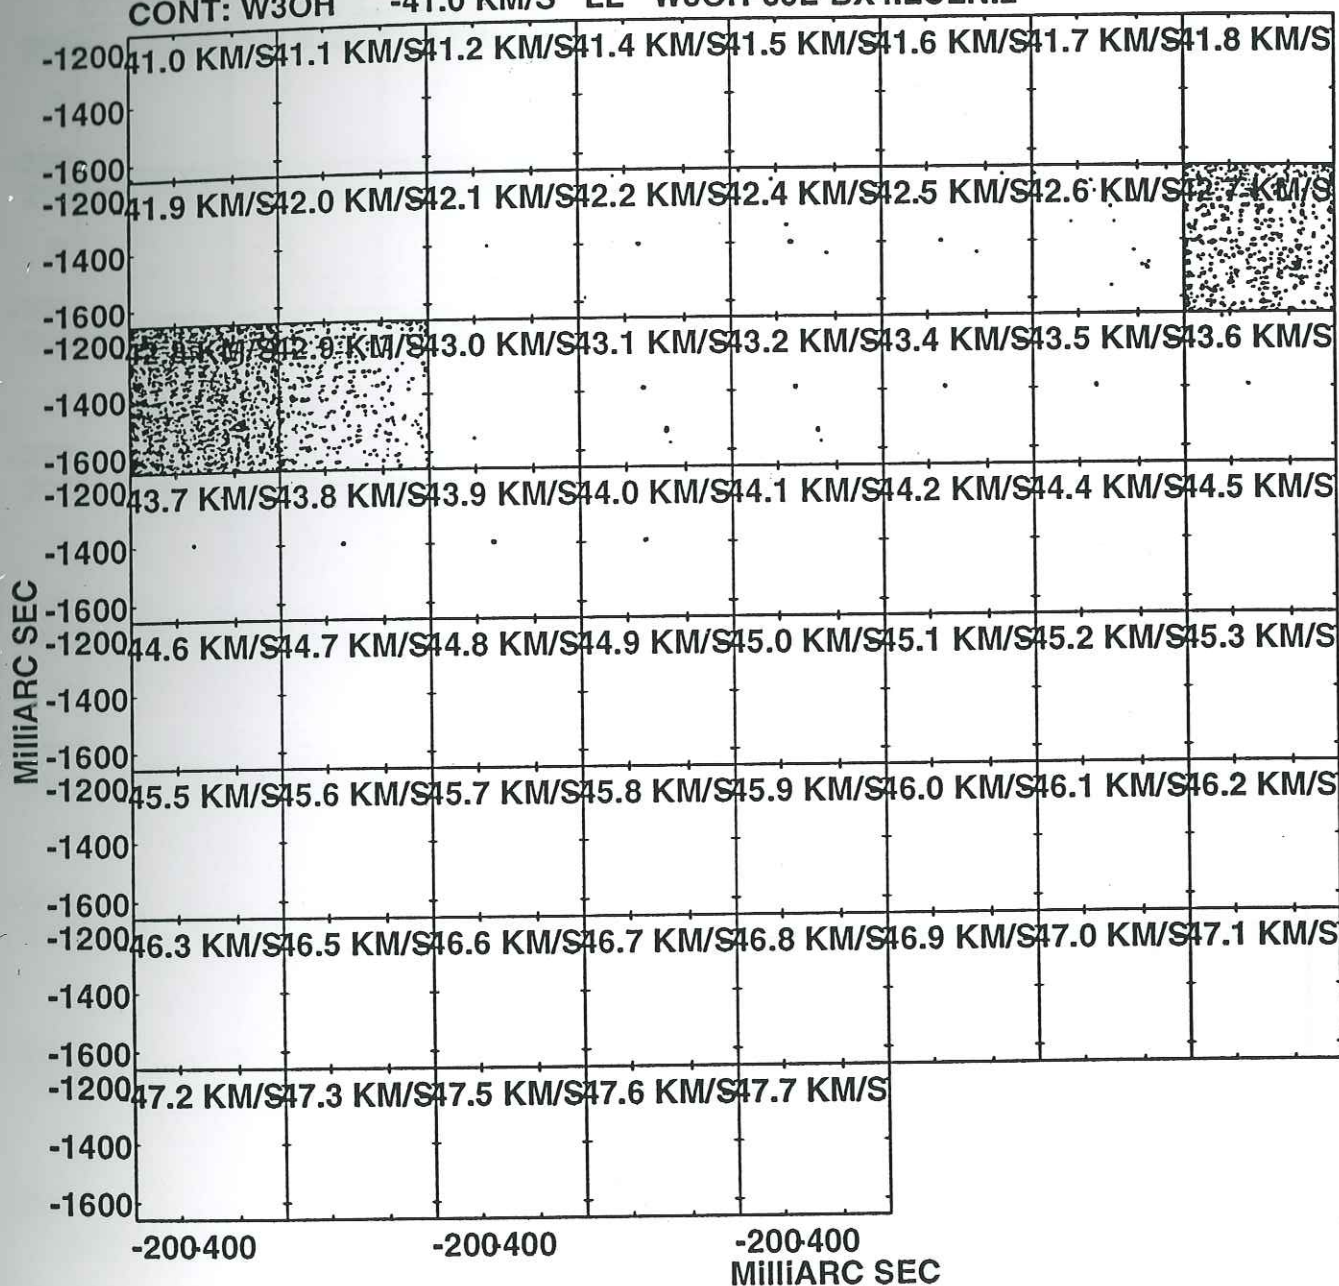 CONT: W3OH -41.0 KM/S LL
-1200 41.0 KM/S 41.1 KM/S 41.2 KM/S 41.4 KM/S 41.5 KM/S 41.6 KM/S 41.7 KM/S 41.8 KM/S
-1400
-1600
-1200 41.9 KM/S 42.0 KM/S 42.1 KM/S 42.2 KM/S 42.4 KM/S 42.5 KM/S 42.6 KM/S 42.7 KM/S
-1400
-1600
-1200 42.8 KM/S 42.9 KM/S 43.0 KM/S 43.1 KM/S 43.2 KM/S 43.4 KM/S 43.5 KM/S 43.6 KM/S
-1400
-1600
-1200 43.7 KM/S 43.8 KM/S 43.9 KM/S 44.0 KM/S 44.1 KM/S 44.2 KM/S 44.4 KM/S 44.5 KM/S
-1400
-1600
-1200 44.6 KM/S 44.7 KM/S 44.8 KM/S 44.9 KM/S 45.0 KM/S 45.1 KM/S 45.2 KM/S 45.3 KM/S
-1400
-1600
-1200 45.5 KM/S 45.6 KM/S 45.7 KM/S 45.8 KM/S 45.9 KM/S 46.0 KM/S 46.1 KM/S 46.2 KM/S
-1400
-1600
-1200 46.3 KM/S 46.5 KM/S 46.6 KM/S 46.7 KM/S 46.8 KM/S 46.9 KM/S 47.0 KM/S 47.1 KM/S
-1400
-1600
-1200 47.2 KM/S 47.3 KM/S 47.5 KM/S 47.6 KM/S 47.7 KM/S
-1400
-1600
-200-400 -200-400 -200-400
MilliARC SEC
MilliARC SEC